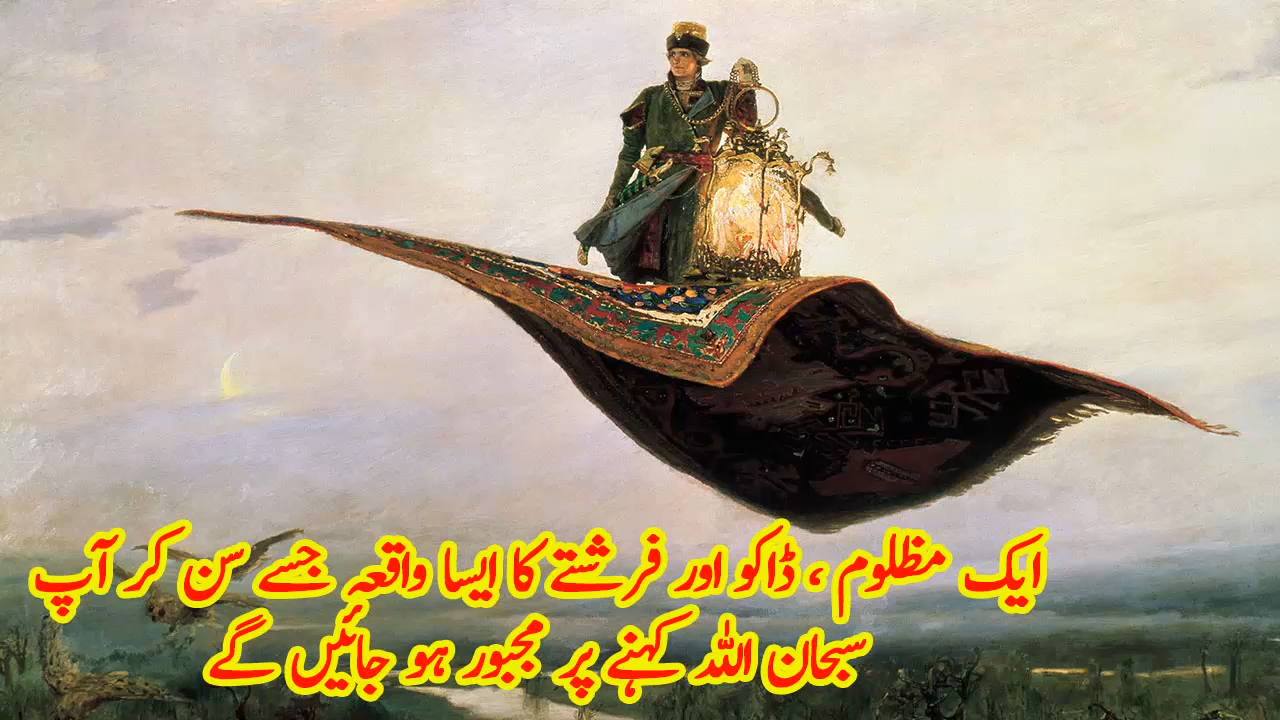 ایک مظلوم ، ڈاکو اور فرشتے کا ایسا واقعہ جسے سن کر آپ
سبحان اللہ کہنے پر مجبور ہو جائیں گے